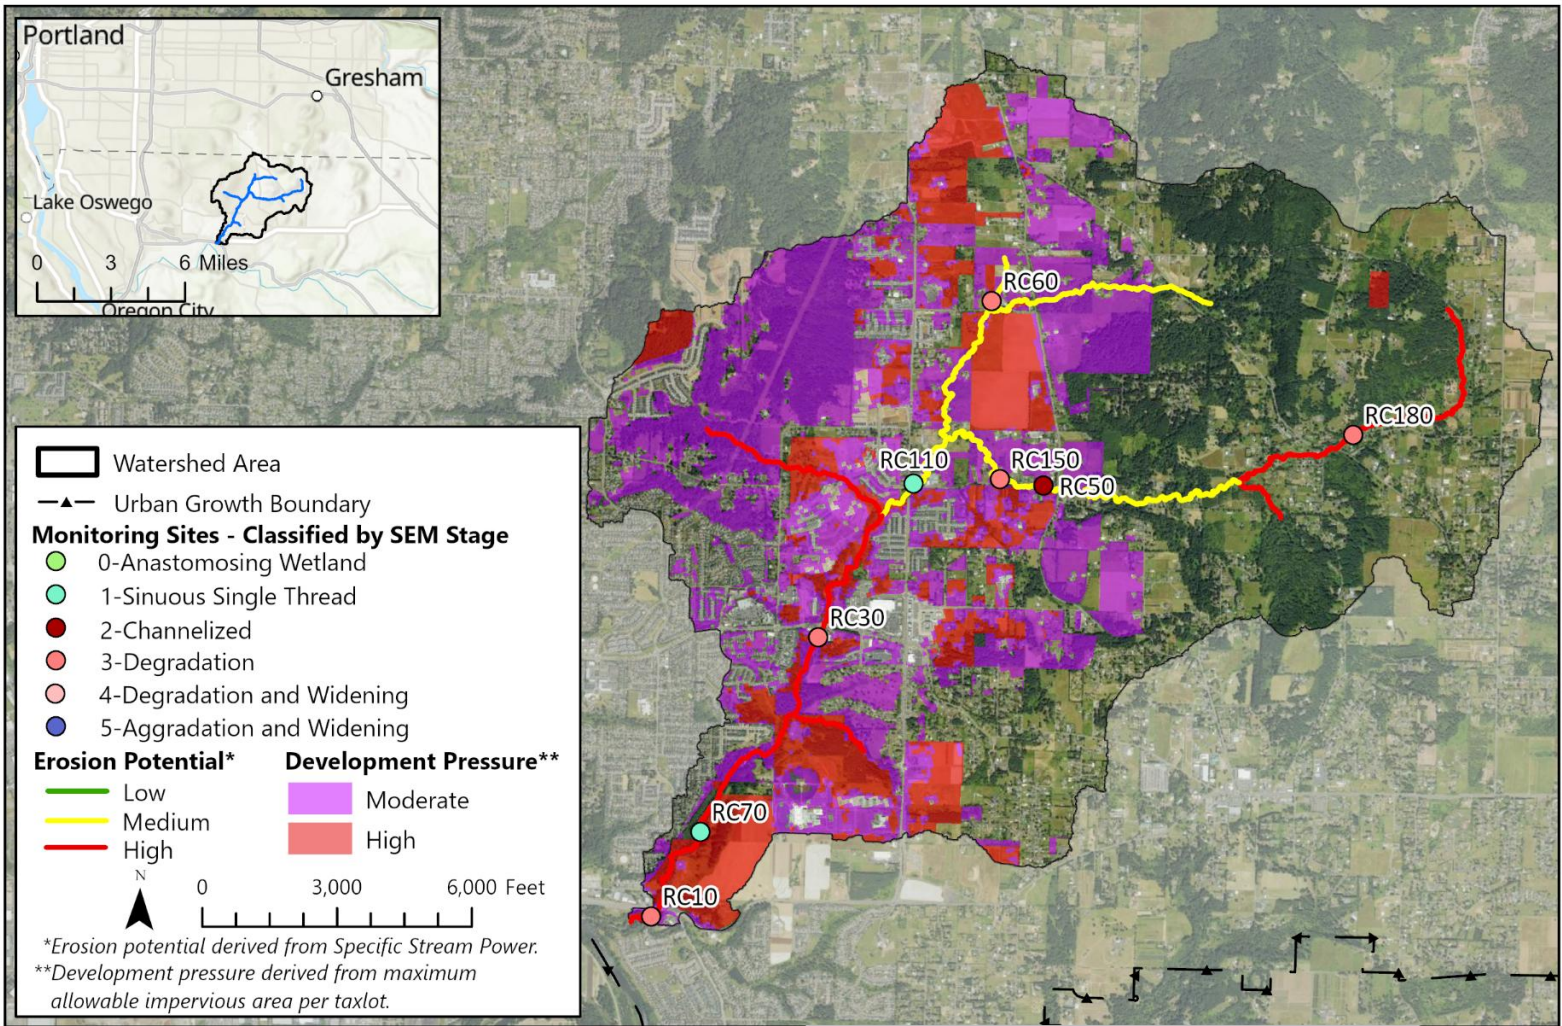 Portland
Gresham
Lake Oswego
0 3 6 Miles
Oregon City
RC60
RC180
RC110
RC150
RC50
RC30
RC70
RC10
Watershed Area
Urban Growth Boundary
Monitoring Sites - Classified by SEM Stage
0-Anastomosing Wetland
1-Sinuous Single Thread
2-Channelized
3-Degradation
4-Degradation and Widening
5-Aggradation and Widening
Erosion Potential* Development Pressure**
Low
Medium
High
Moderate
High
N
0 3,000 6,000 Feet
*Erosion potential derived from Specific Stream Power.
**Development pressure derived from maximum
allowable impervious area per taxlot.